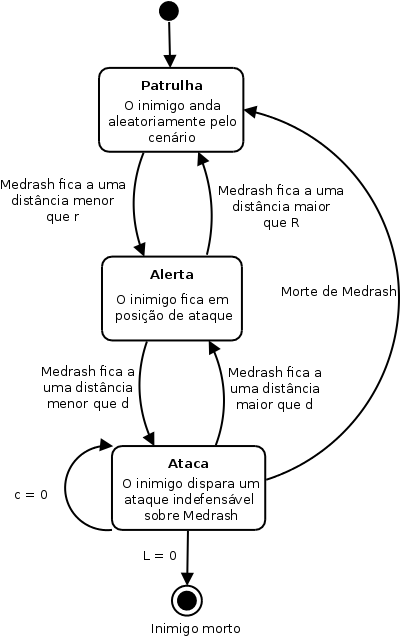 Patrulha
O inimigo anda
aleatoriamente pelo
cenário
Medrash fica a uma
distância menor
que r
Medrash fica a uma
distância maior
que R
Alerta
O inimigo fica em
posição de ataque
Morte de Medrash
Medrash fica a
uma distância
menor que d
Medrash fica a
uma distância
maior que d
Ataca
O inimigo dispara um
ataque indefensável
sobre Medrash
c = 0
L = 0
Inimigo morto